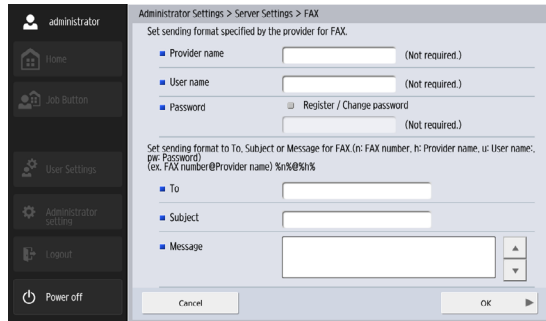 administrator
Home
Job Button
User Settings
Administrator
setting
Logout
Power off
Administrator Settings > Server Settings > FAX
Set sending format specified by the provider for FAX.
Provider name
(Not required.)
User name
(Not required.)
Password
Register / Change password
(Not required.)
Set sending format to To, Subject or Message for FAX.(n: FAX number, h: Provider name, u: User name:,
pw: Password)
(ex. FAX number@Provider name) %n%@%h%
To
Subject
Message
Cancel
OK